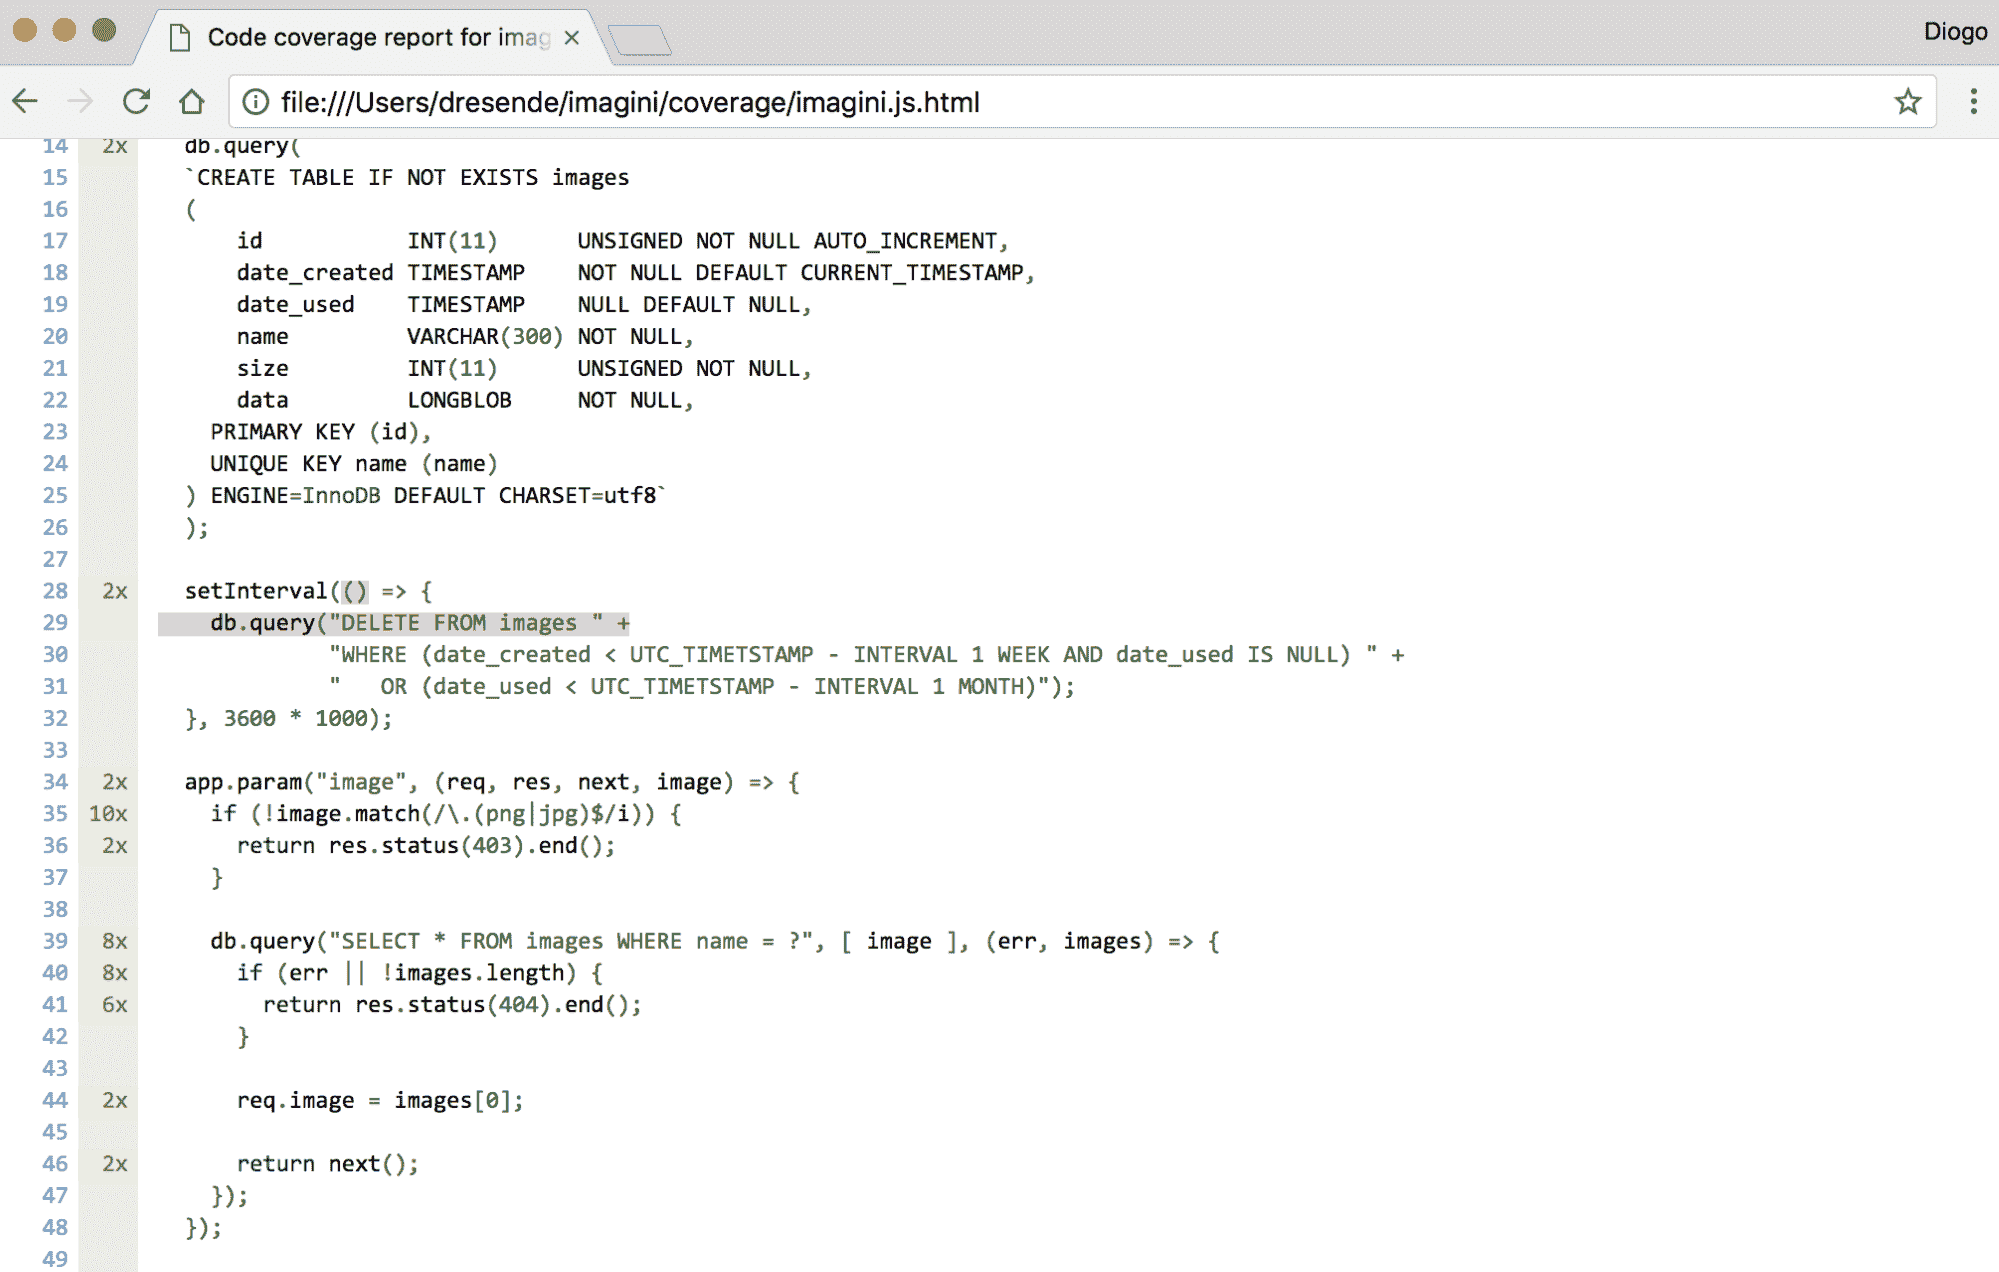 Code coverage report for imag
Diogo
file:///Users/dresende/imagini/coverage/imagini.js.html
14 2x db.query(
15 `CREATE TABLE IF NOT EXISTS images
16 (
17 id INT(11) UNSIGNED NOT NULL AUTO_INCREMENT,
18 date_created TIMESTAMP NOT NULL DEFAULT CURRENT_TIMESTAMP,
19 date_used TIMESTAMP NULL DEFAULT NULL,
20 name VARCHAR(300) NOT NULL,
21 size INT(11) UNSIGNED NOT NULL,
22 data LONGBLOB NOT NULL,
23 PRIMARY KEY (id),
24 UNIQUE KEY name (name)
25 ) ENGINE=InnoDB DEFAULT CHARSET=utf8`
26 );
27
28 2x setInterval(() => {
29 db.query("DELETE FROM images " +
30 "WHERE (date_created < UTC_TIMETSTAMP - INTERVAL 1 WEEK AND date_used IS NULL) " +
31 " OR (date_used < UTC_TIMETSTAMP - INTERVAL 1 MONTH)");
32 }, 3600 * 1000);
33
34 2x app.param("image", (req, res, next, image) => {
35 10x if (!image.match(/\.(png|jpg)$/i)) {
36 2x return res.status(403).end();
37 }
38
39 8x db.query("SELECT * FROM images WHERE name = ?", [ image ], (err, images) => {
40 8x if (err || !images.length) {
41 6x return res.status(404).end();
42 }
43
44 2x req.image = images[0];
45
46 2x return next();
47 });
48 });
49